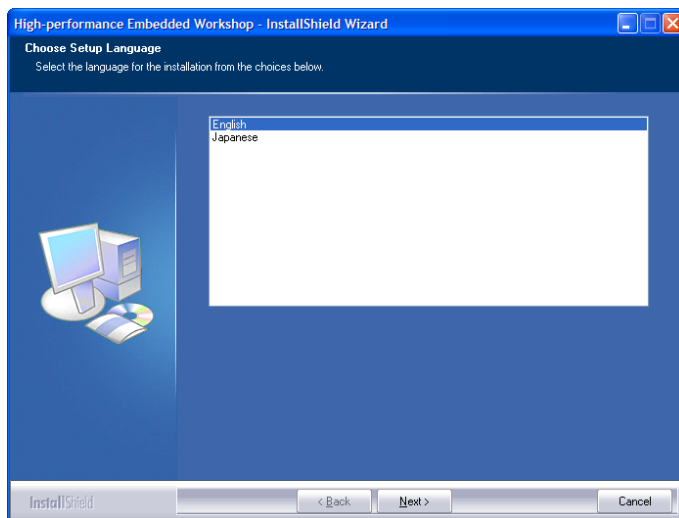 High-performance Embedded Workshop - InstallShield Wizard
Choose Setup Language
Select the language for the installation from the choices below.
English
Japanese
InstallShield
< Back
Next >
Cancel